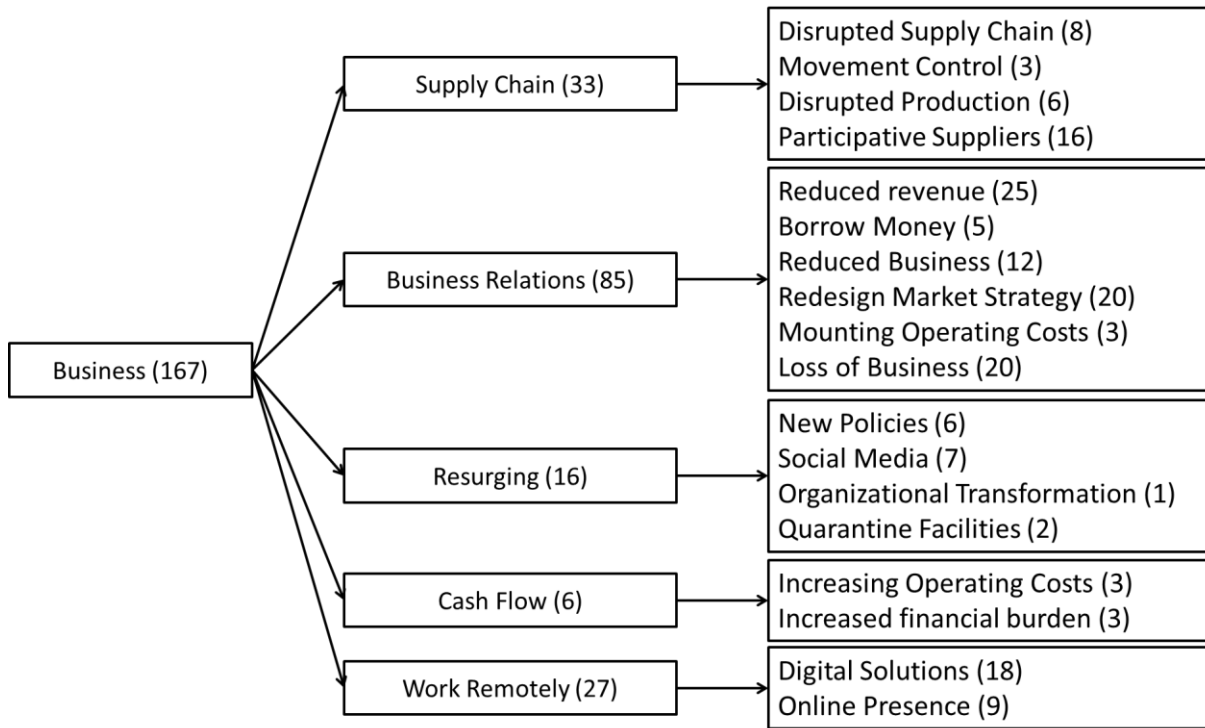 Business (167)
Supply Chain (33)
Disrupted Supply Chain (8)
Movement Control (3)
Disrupted Production (6)
Participative Suppliers (16)
Business Relations (85)
Reduced revenue (25)
Borrow Money (5)
Reduced Business (12)
Redesign Market Strategy (20)
Mounting Operating Costs (3)
Loss of Business (20)
Resurging (16)
New Policies (6)
Social Media (7)
Organizational Transformation (1)
Quarantine Facilities (2)
Cash Flow (6)
Increasing Operating Costs (3)
Increased financial burden (3)
Work Remotely (27)
Digital Solutions (18)
Online Presence (9)